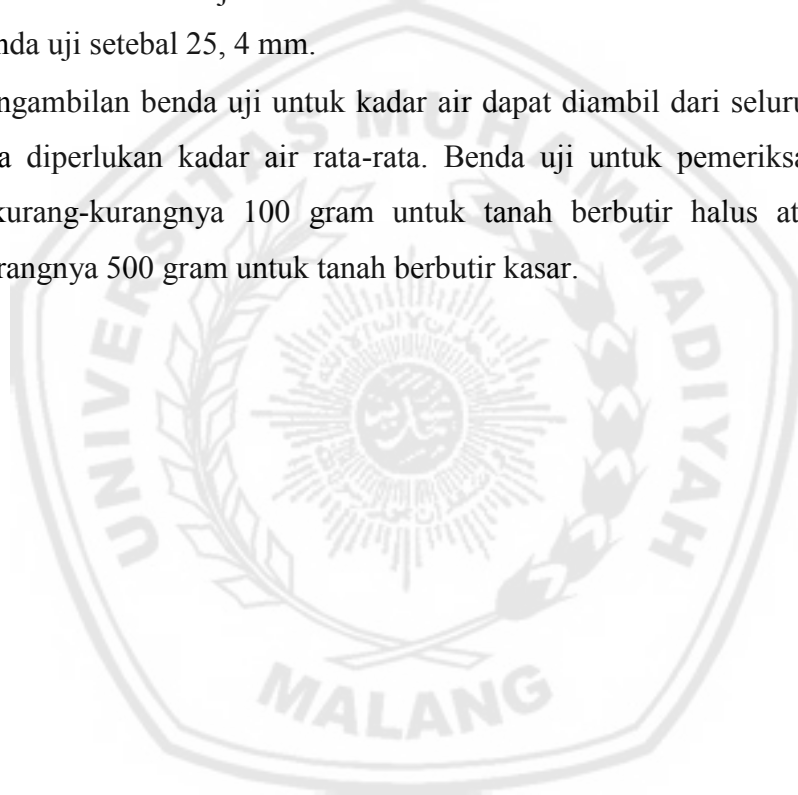 nda uji setebal 25, 4 mm.
ngambilan benda uji untuk kadar air dapat diambil dari seluru
a diperlukan kadar air rata-rata. Benda uji untuk pemeriksa
kurang-kurangnya 100 gram untuk tanah berbutir halus at
rangnya 500 gram untuk tanah berbutir kasar.
UNIVERSITAS MUHAMMADIYAH
MALANG